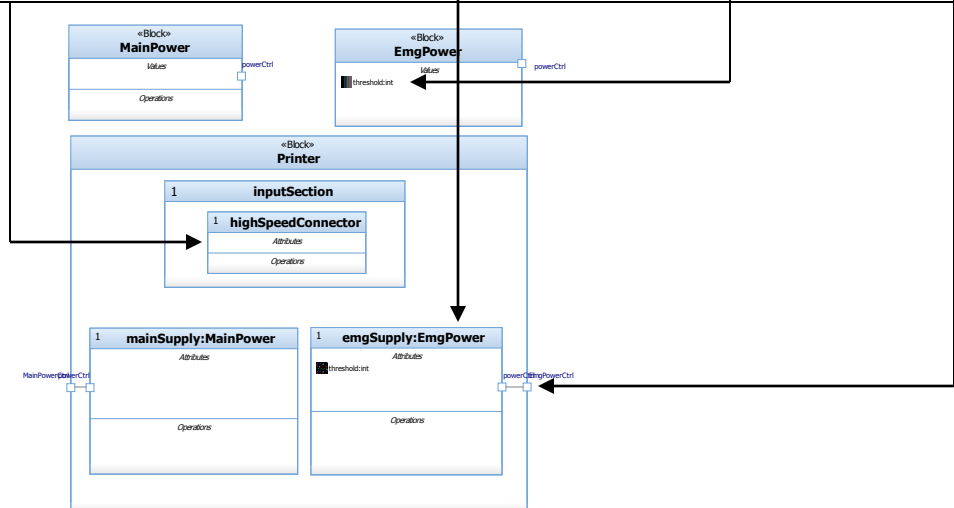 «Block»
MainPower
Values
Operations
powerCtrl
«Block»
EmgPower
Values
threshold:int
powerCtrl
«Block»
Printer
1 inputSection
1 highSpeedConnector
Attributes
Operations
1 mainSupply:MainPower
Attributes
Operations
1 emgSupply:EmgPower
Attributes
threshold:int
Operations